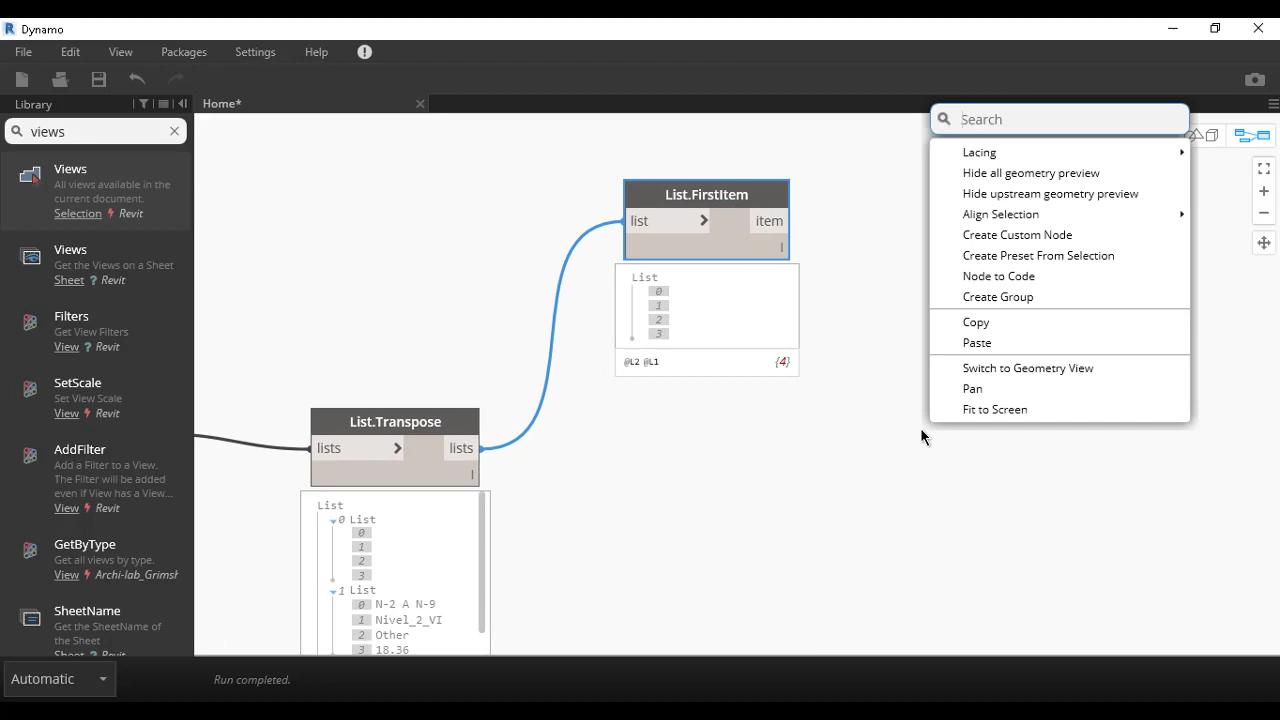 Dynamo
File Edit View Packages Settings Help
Library
Home*
views
Views
All views available in the
current document.
Selection Revit
Views
Get the Views on a Sheet
Sheet ? Revit
Filters
Get View Filters
View ? Revit
SetScale
Set View Scale
View Revit
AddFilter
Add a Filter to a View.
The Filter will be added
even if View has a View...
View Revit
GetByType
Get all views by type.
View Archi-lab_Grimsh
SheetName
Get the SheetName of
the Sheet
Sheet ? Revit
List.FirstItem
list > item
l
List
0
1
2
3
@L2 @L1 {4}
List.Transpose
lists > lists
l
List
0 List
0
1
2
3
1 List
0 N-2 A N-9
1 Nivel_2_VI
2 Other
3 18.36
Search
Lacing
Hide all geometry preview
Hide upstream geometry preview
Align Selection
Create Custom Node
Create Preset From Selection
Node to Code
Create Group
Copy
Paste
Switch to Geometry View
Pan
Fit to Screen
Automatic
Run completed.